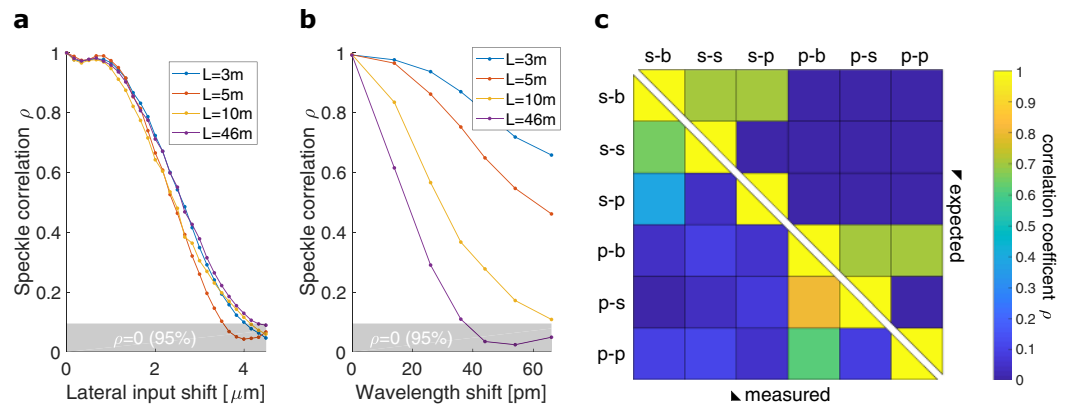 a
1
0.8
0.6
0.4
0.2
0
0
2
4
Speckle correlation ρ
Lateral input shift [ μm]
L=3m
L=5m
L=10m
L=46m
ρ=0 (95%)
b
1
0.8
0.6
0.4
0.2
0
0
20
40
60
Speckle correlation ρ
Wavelength shift [pm]
L=3m
L=5m
L=10m
L=46m
ρ=0 (95%)
c
s-b s-s s-p p-b p-s p-p
s-b
s-s
s-p
p-b
p-s
p-p
expected
measured
1
0.9
0.8
0.7
0.6
0.5
0.4
0.3
0.2
0.1
0
correlation coefficent ρ